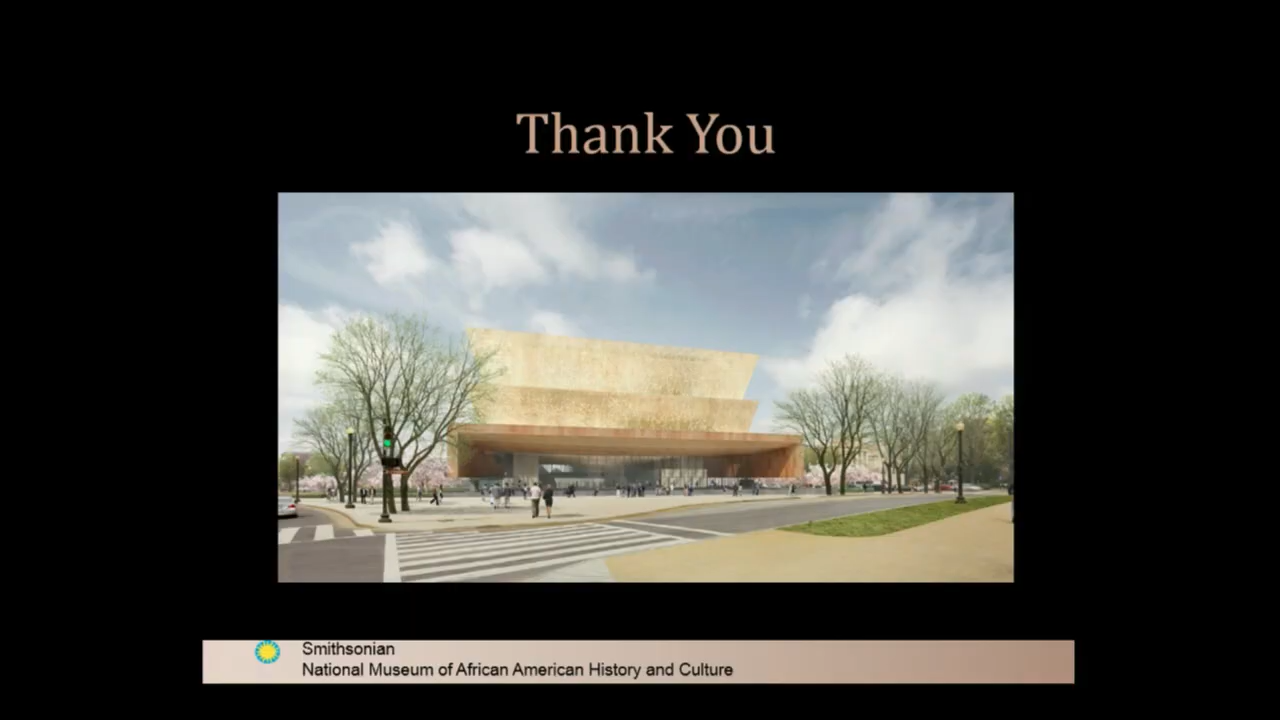 Thank You
Smithsonian
National Museum of African American History and Culture